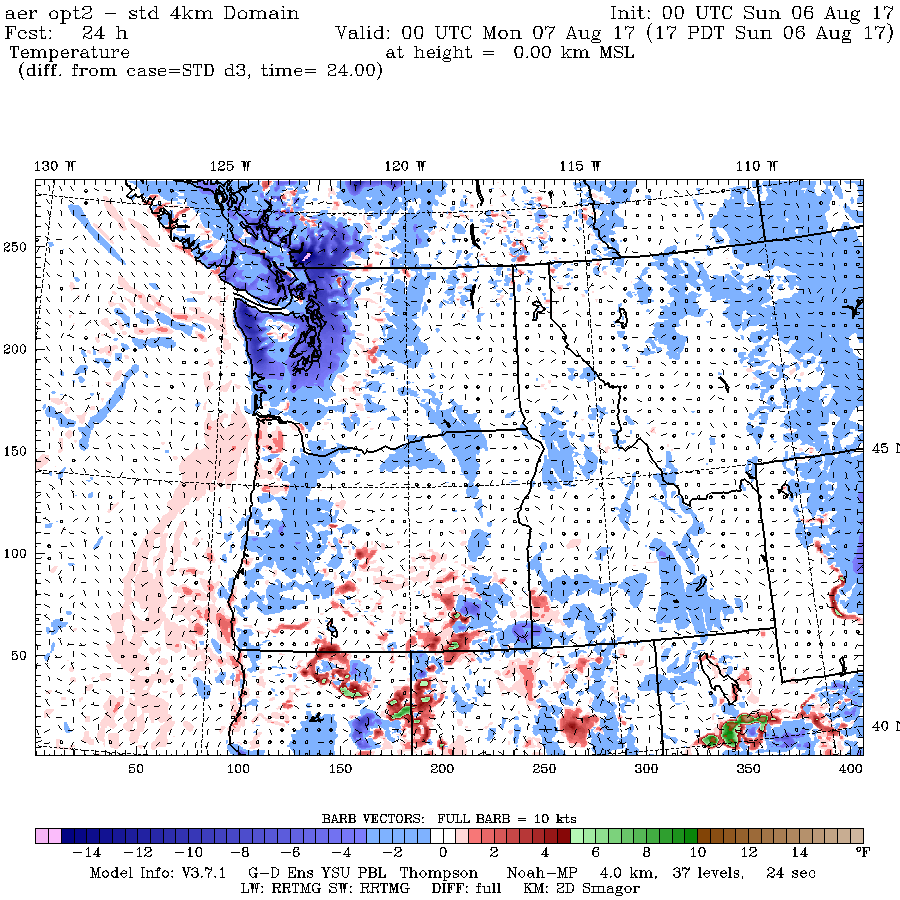 aer opt2 − std 4km Domain Init: 00 UTC Sun 06 Aug 17
Fcst: 24 h Valid: 00 UTC Mon 07 Aug 17 (17 PDT Sun 06 Aug 17)
Temperature at height = 0.00 km MSL
(diff. from case=STD d3, time= 24.00)
130 W 125 W 120 W 115 W 110 W
250
200
150 45 N
100
50
40 N
50 100 150 200 250 300 350 400
BARB VECTORS: FULL BARB = 10 kts
−14 −12 −10 −8 −6 −4 −2 0 2 4 6 8 10 12 14 °F
Model Info: V3.7.1 G−D Ens YSU PBL Thompson Noah−MP 4.0 km, 37 levels, 24 sec
LW: RRTMG SW: RRTMG DIFF: full KM: 2D Smagor